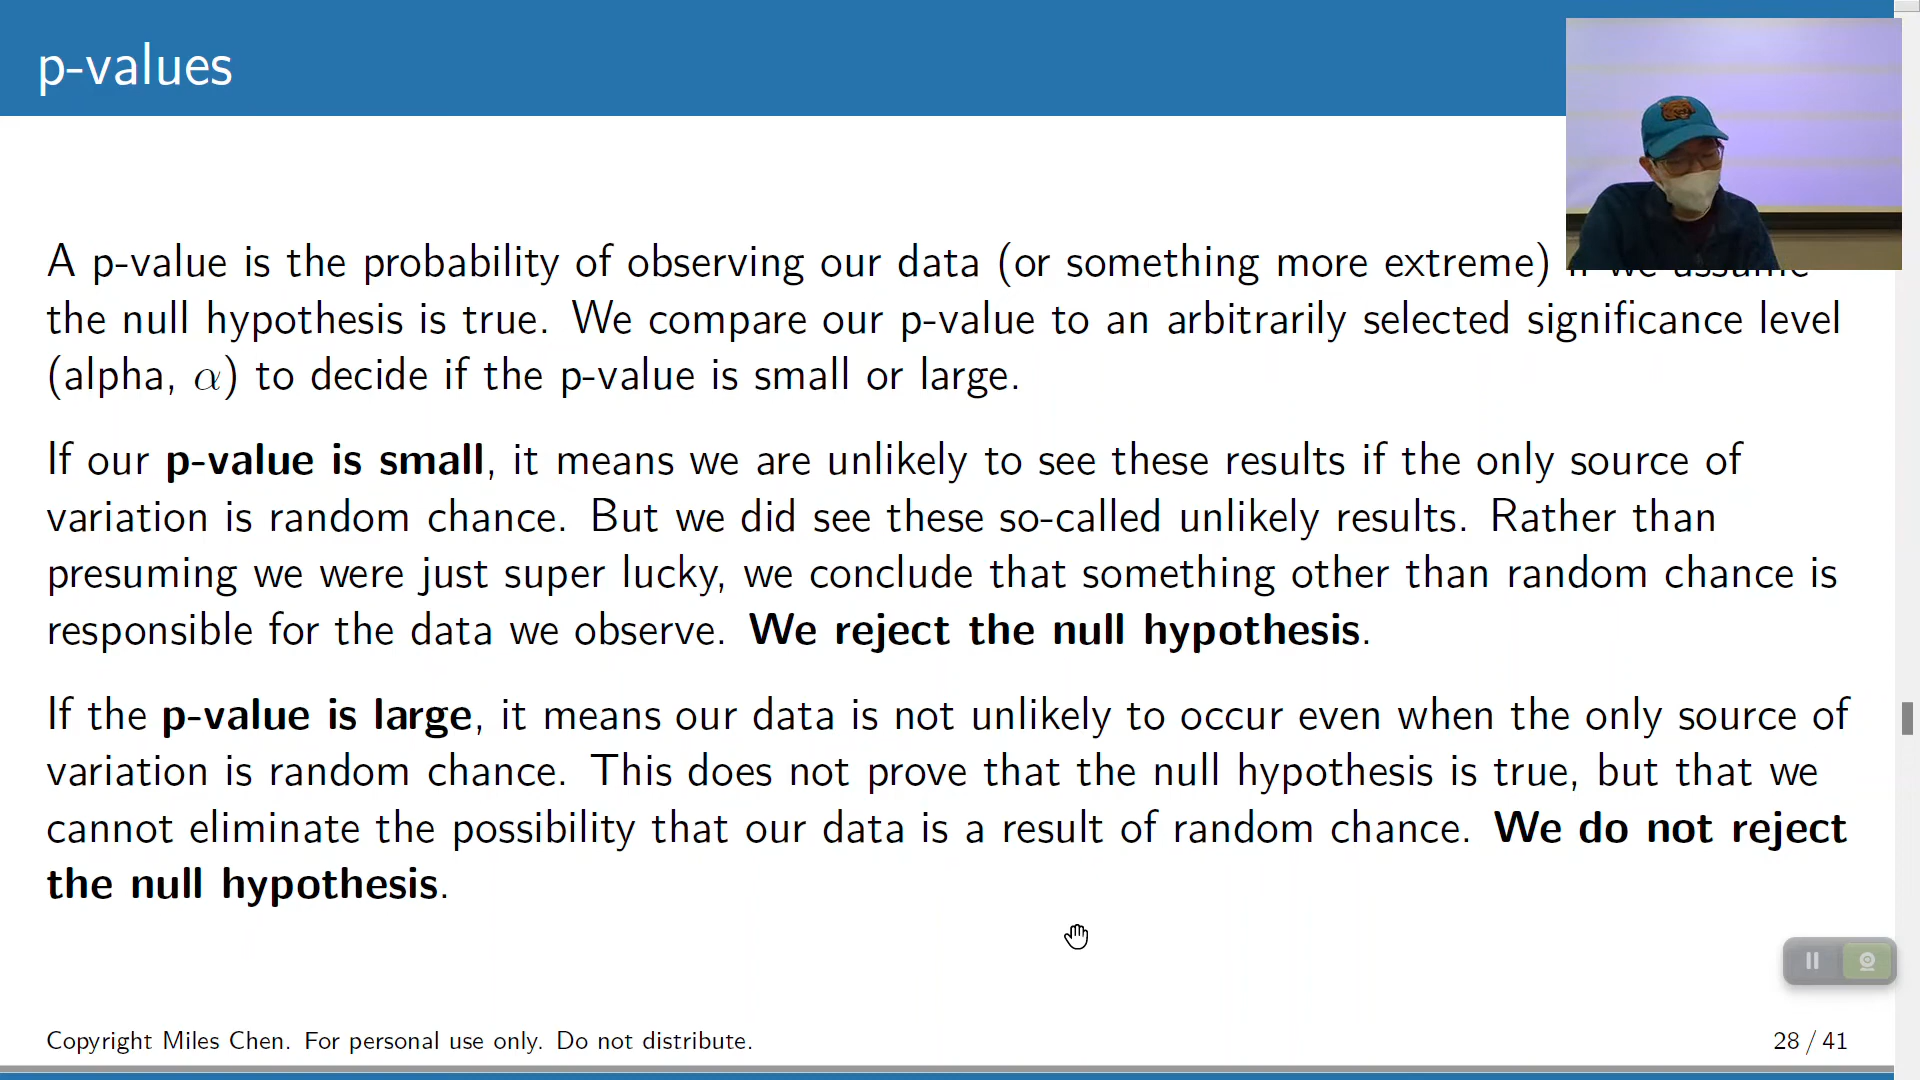 p-values
A p-value is the probability of observing our data (or something more extreme) if we assume
the null hypothesis is true. We compare our p-value to an arbitrarily selected significance level
(alpha, α) to decide if the p-value is small or large.
If our p-value is small, it means we are unlikely to see these results if the only source of
variation is random chance. But we did see these so-called unlikely results. Rather than
presuming we were just super lucky, we conclude that something other than random chance is
responsible for the data we observe. We reject the null hypothesis.
If the p-value is large, it means our data is not unlikely to occur even when the only source of
variation is random chance. This does not prove that the null hypothesis is true, but that we
cannot eliminate the possibility that our data is a result of random chance. We do not reject
the null hypothesis.
Copyright Miles Chen. For personal use only. Do not distribute.
28 / 41